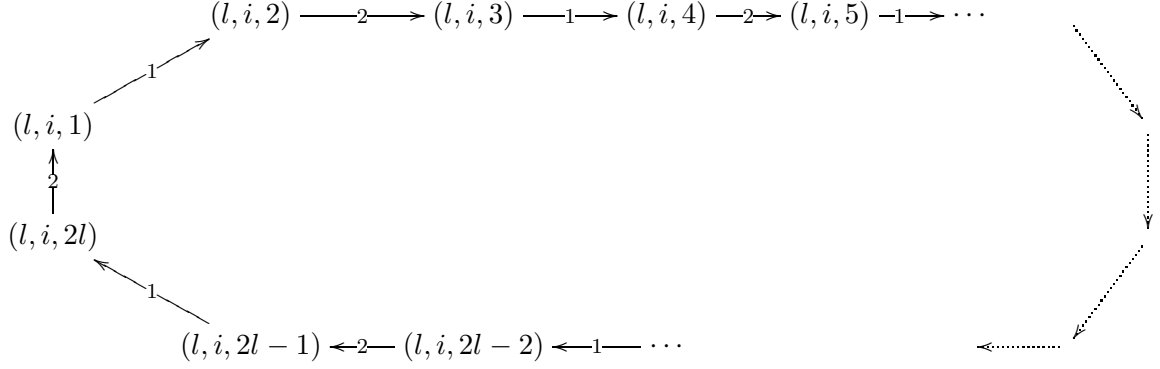 (l, i, 2) 2 (l, i, 3) 1 (l, i, 4) 2 (l, i, 5) 1 ⋯
1
(l, i, 1)
2
(l, i, 2l)
1
(l, i, 2l − 1) 2 (l, i, 2l − 2) 1 ⋯